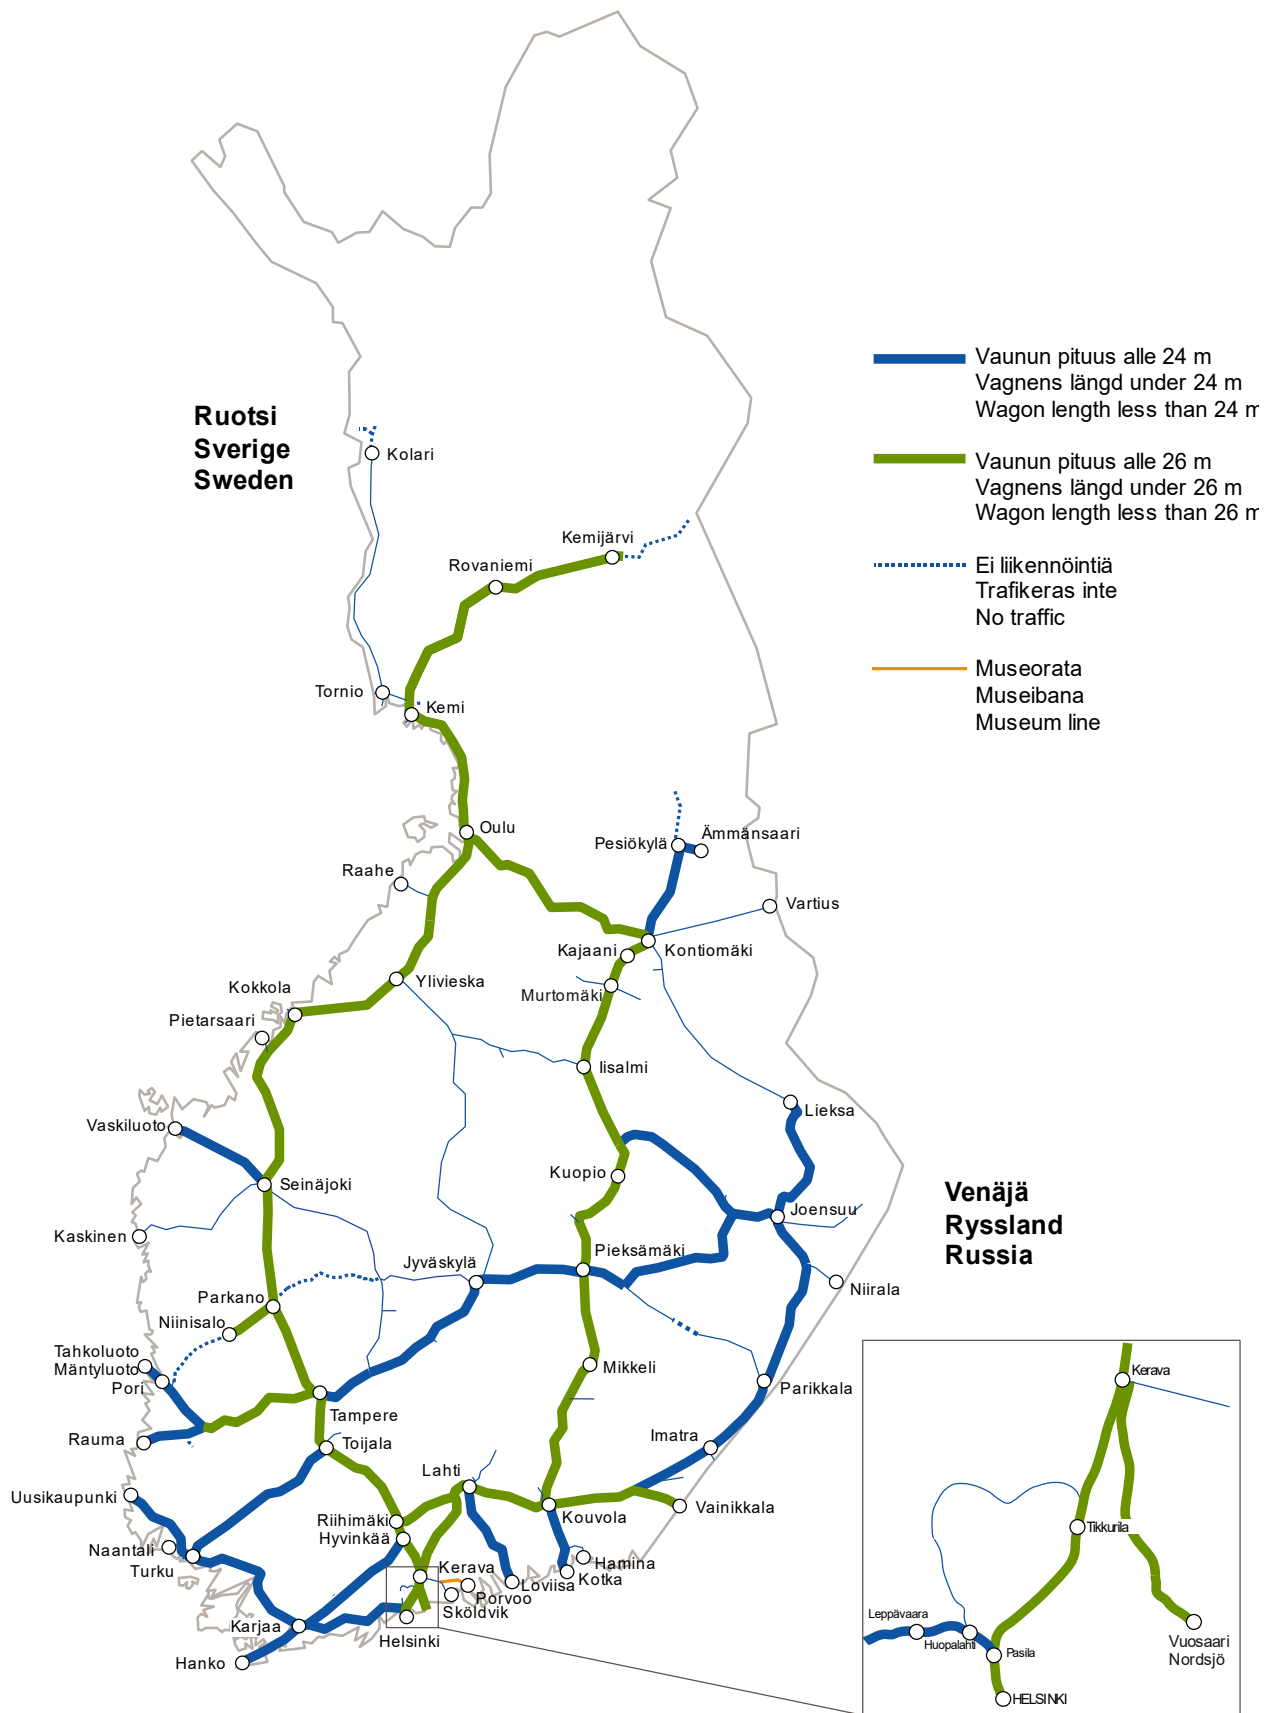 Vaunun pituus alle 24 m
Vagnens längd under 24 m
Wagon length less than 24 m
Ruotsi
Sverige
Sweden
Kolari
Vaunun pituus alle 26 m
Vagnens längd under 26 m
Wagon length less than 26 m
Kemijärvi
Rovaniemi
Ei liikennöintiä
Trafikeras inte
No traffic
Museorata
Museibana
Museum line
Tornio
Kemi
Oulu
Pesiökylä
Ämmänsaari
Raahe
Vartius
Kajaani
Kontiomäki
Ylivieska
Kokkola
Murtomäki
Pietarsaari
Iisalmi
Lieksa
Vaskiluoto
Kuopio
Seinäjoki
Joensuu
Venäjä
Ryssland
Russia
Kaskinen
Pieksämäki
Jyväskylä
Niirala
Parkano
Niinisalo
Tahkoluoto
Mäntyluoto
Pori
Mikkeli
Parikkala
Kerava
Tampere
Rauma
Toijala
Imatra
Lahti
Uusikaupunki
Vainikkala
Riihimäki
Hyvinkää
Kouvola
Tikkurila
Naantali
Turku
Kerava
Hamina
Kotka
Loviisa
Porvoo
Sköldvik
Karjaa
Helsinki
Hanko
Leppävaara
Huopalahti
Pasila
Vuosaari
Nordsjö
HELSINKI